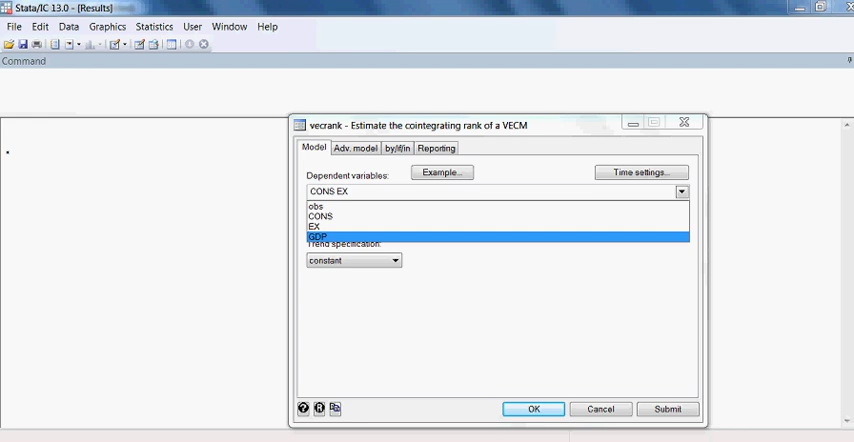 Stata/IC 13.0 - [Results]
File Edit Data Graphics Statistics User Window Help
Command
vecrank - Estimate the cointegrating rank of a VECM
Model Adv. model by/if/in Reporting
Dependent variables: Example... Time settings...
CONS EX
obs
CONS
EX
GDP
Trend specification:
constant
OK Cancel Submit